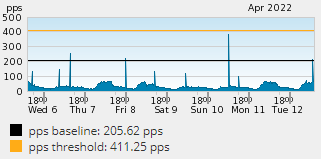 pps Apr 2022
500
400
300
200
100
0
18⁰⁰ 18⁰⁰ 18⁰⁰ 18⁰⁰ 18⁰⁰ 18⁰⁰ 18⁰⁰
Wed 6 Thu 7 Fri 8 Sat 9 Sun 10 Mon 11 Tue 12
pps baseline: 205.62 pps
pps threshold: 411.25 pps